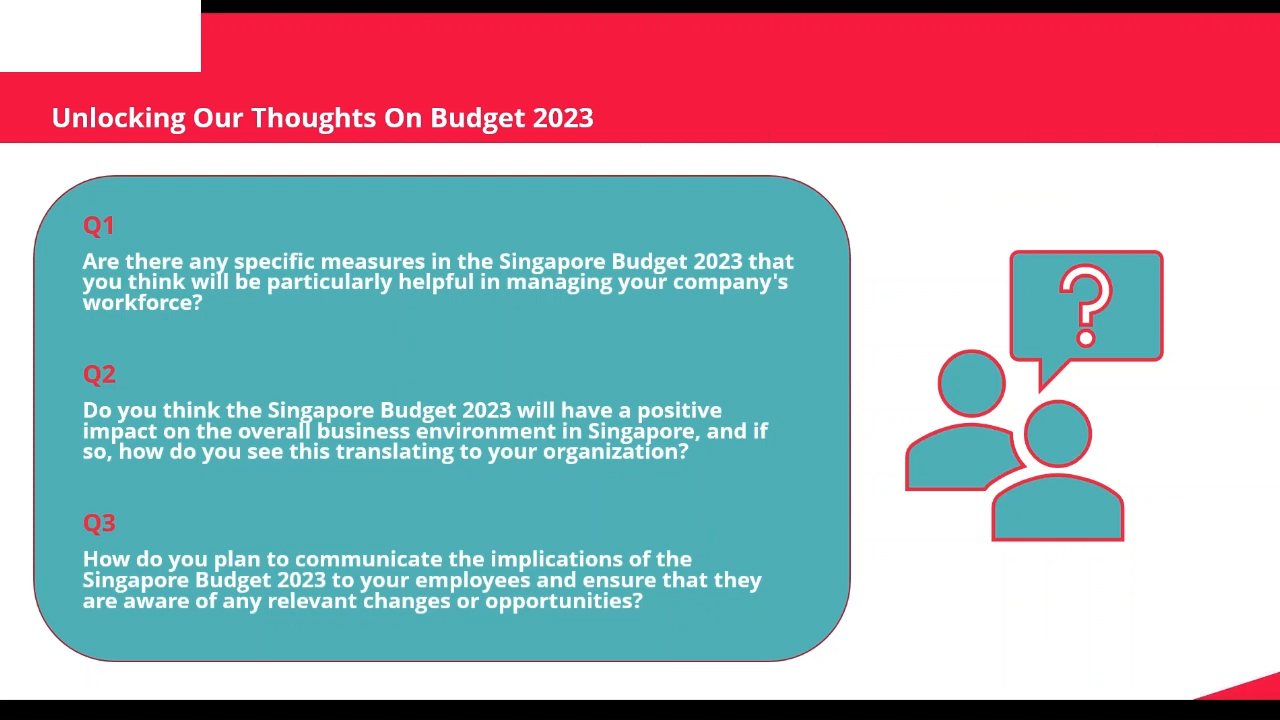 Unlocking Our Thoughts On Budget 2023
Q1
Are there any specific measures in the Singapore Budget 2023 that
you think will be particularly helpful in managing your company's
workforce?
Q2
Do you think the Singapore Budget 2023 will have a positive
impact on the overall business environment in Singapore, and if
so, how do you see this translating to your organization?
Q3
How do you plan to communicate the implications of the
Singapore Budget 2023 to your employees and ensure that they
are aware of any relevant changes or opportunities?
?